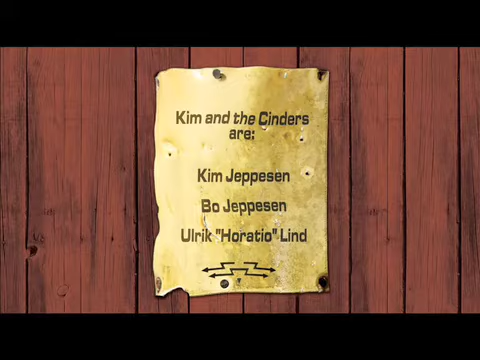 Kim and the Cinders
are:
Kim Jeppesen
Bo Jeppesen
Ulrik "Horatio" Lind